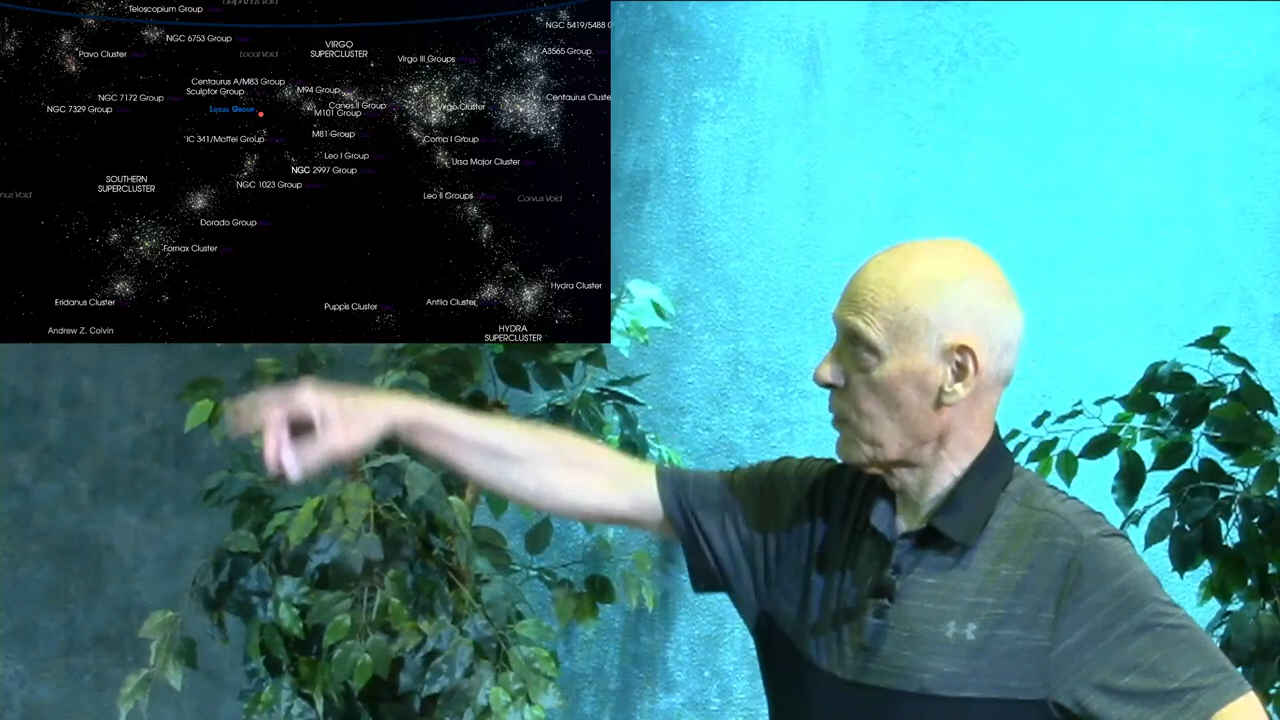 Telescopium Group
NGC 5419/5488 G
NGC 6753 Group
VIRGO
SUPERCLUSTER
Local Void
A3565 Group
Pavo Cluster
Virgo III Groups
Centaurus A/M83 Group
Sculptor Group
M94 Group
NGC 7172 Group
Centaurus Cluste
Canes II Group
Virgo Cluster
NGC 7329 Group
LOCAL GROUP
M101 Group
M81 Group
IC 341/Maffei Group
Coma I Group
Leo I Group
Ursa Major Cluster
NGC 2997 Group
SOUTHERN
SUPERCLUSTER
NGC 1023 Group
nus Void
Leo II Groups
Corvus Void
Dorado Group
Fornax Cluster
Hydra Cluster
Eridanus Cluster
Puppis Cluster
Antlia Cluster
Andrew Z. Colvin
HYDRA
SUPERCLUSTER